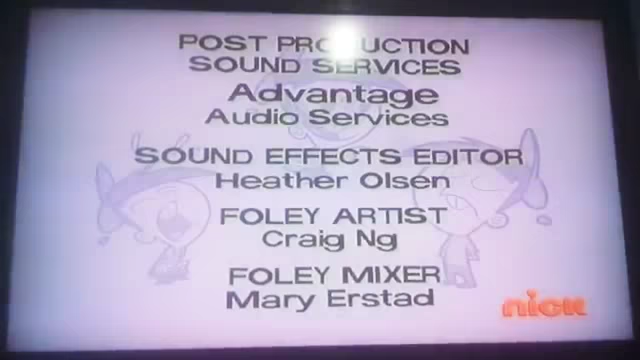 POST PRODUCTION
SOUND SERVICES
Advantage
Audio Services
SOUND EFFECTS EDITOR
Heather Olsen
FOLEY ARTIST
Craig Ng
FOLEY MIXER
Mary Erstad
nick